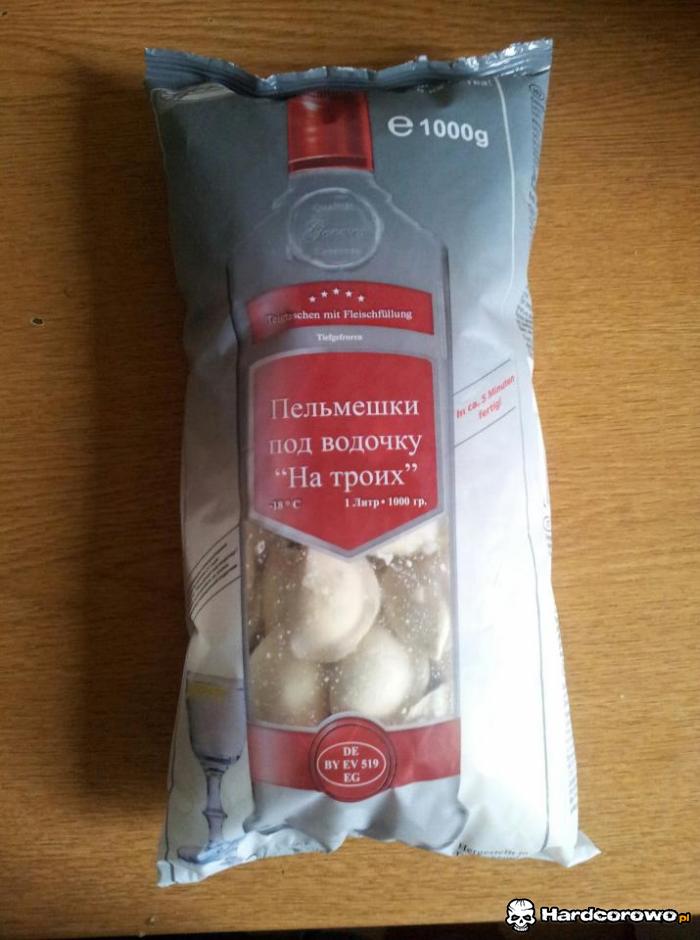 ℮ 1000g
QUALITÄT
Teigtaschen mit Fleischfüllung
Tiefgefroren
In ca. 5 Minuten
fertig!
Пельмешки
под водочку
“На троих”
-18 ° C 1 Литр • 1000 гр.
DE
BY EV 519
EG
Hardcorowo.pl